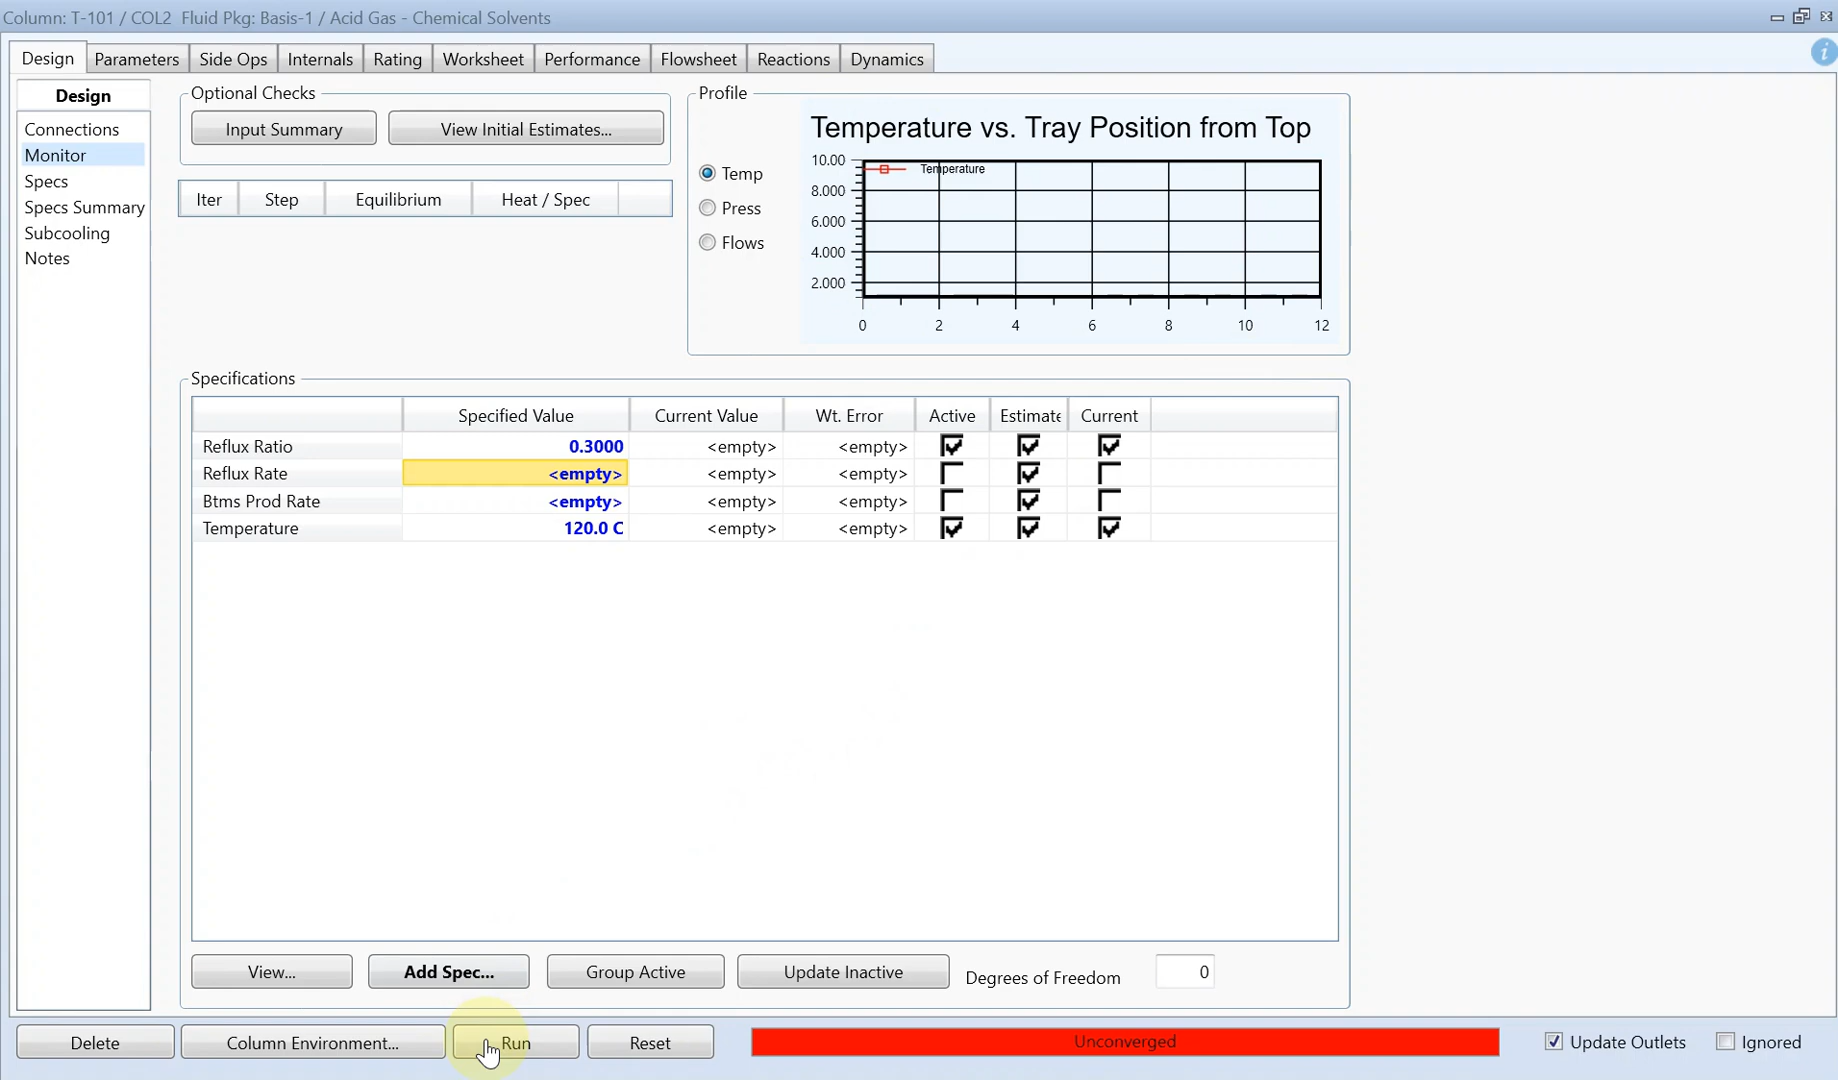 Column: T-101 / COL2 Fluid Pkg: Basis-1 / Acid Gas - Chemical Solvents
Design Parameters Side Ops Internals Rating Worksheet Performance Flowsheet Reactions Dynamics
i
Design
Connections
Monitor
Specs
Specs Summary
Subcooling
Notes
Optional Checks
Input Summary View Initial Estimates...
Iter Step Equilibrium Heat / Spec
Profile
Temp
Press
Flows
Temperature vs. Tray Position from Top
Temperature
10.00
8.000
6.000
4.000
2.000
0 2 4 6 8 10 12
Specifications
Specified Value Current Value Wt. Error Active Estimate Current
Reflux Ratio 0.3000 <empty> <empty>
Reflux Rate <empty> <empty> <empty>
Btms Prod Rate <empty> <empty> <empty>
Temperature 120.0 C <empty> <empty>
View... Add Spec... Group Active Update Inactive Degrees of Freedom 0
Delete Column Environment... Run Reset Unconverged Update Outlets Ignored